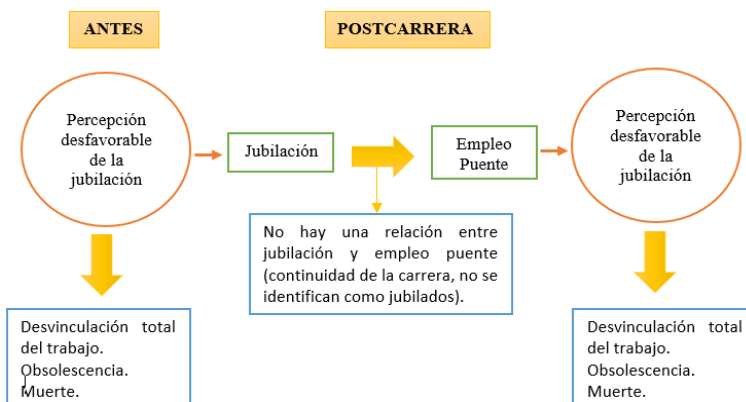 ANTES
POSTCARRERA
Percepción
desfavorable
de la
jubilación
Jubilación
Empleo
Puente
Percepción
desfavorable
de la
jubilación
No hay una relación entre
jubilación y empleo puente
(continuidad de la carrera, no se
identifican como jubilados).
Desvinculación total
del trabajo.
Obsolescencia.
Muerte.
Desvinculación total
del trabajo.
Obsolescencia.
Muerte.